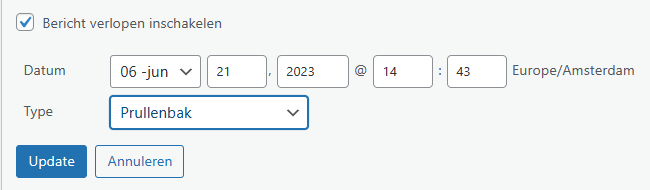 Bericht verlopen inschakelen
Datum 06 -jun 21 , 2023 @ 14 : 43 Europe/Amsterdam
Type Prullenbak
Update Annuleren